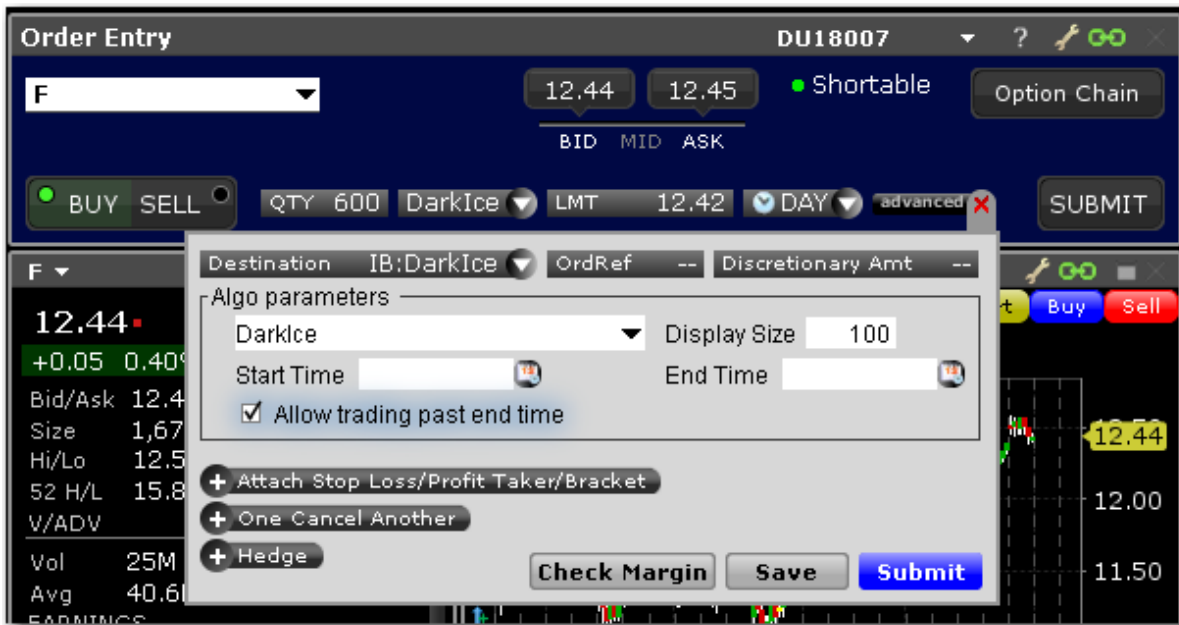 Order Entry DU18007 ?
F 12.44 12.45 Shortable Option Chain
BID MID ASK
BUY SELL QTY 600 DarkIce LMT 12.42 DAY advanced SUBMIT
F
Destination IB:DarkIce OrdRef -- Discretionary Amt --
Algo parameters
Buy Sell
12.44
DarkIce Display Size 100
+0.05 0.40
Start Time End Time
Bid/Ask 12.4
Allow trading past end time
Size 1,67
12.44
Hi/Lo 12.5
Attach Stop Loss/Profit Taker/Bracket
52 H/L 15.8
12.00
One Cancel Another
V/ADV
Hedge
Vol 25M
Check Margin Save Submit
11.50
Avg 40.6
EARNINGS